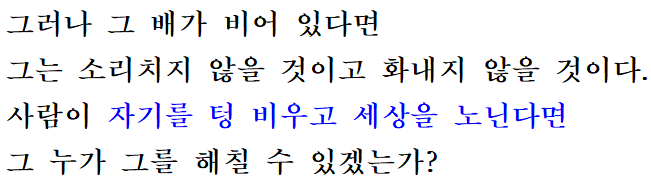 그러나 그 배가 비어 있다면
그는 소리치지 않을 것이고 화내지 않을 것이다.
사람이 자기를 텅 비우고 세상을 노닌다면
그 누가 그를 해칠 수 있겠는가?